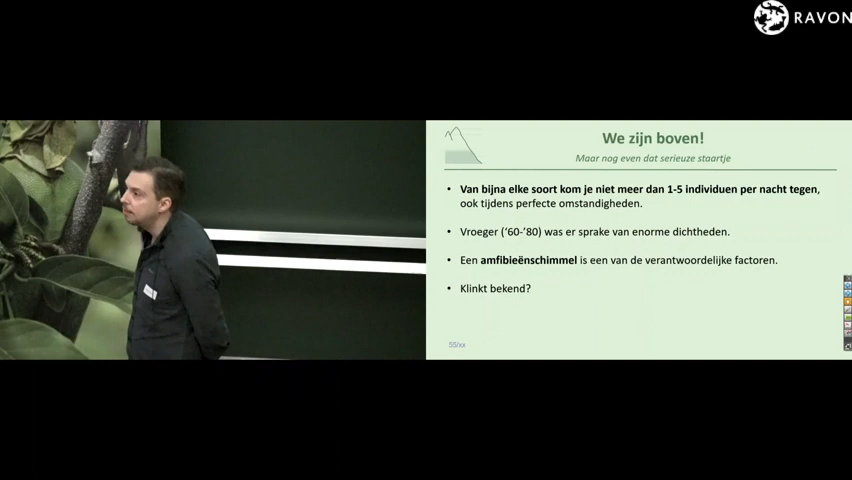 RAVON
We zijn boven!
Maar nog even dat serieuze staartje
• Van bijna elke soort kom je niet meer dan 1-5 individuen per nacht tegen,
ook tijdens perfecte omstandigheden.
• Vroeger (‘60-’80) was er sprake van enorme dichtheden.
• Een amfibieënschimmel is een van de verantwoordelijke factoren.
• Klinkt bekend?
55/xx